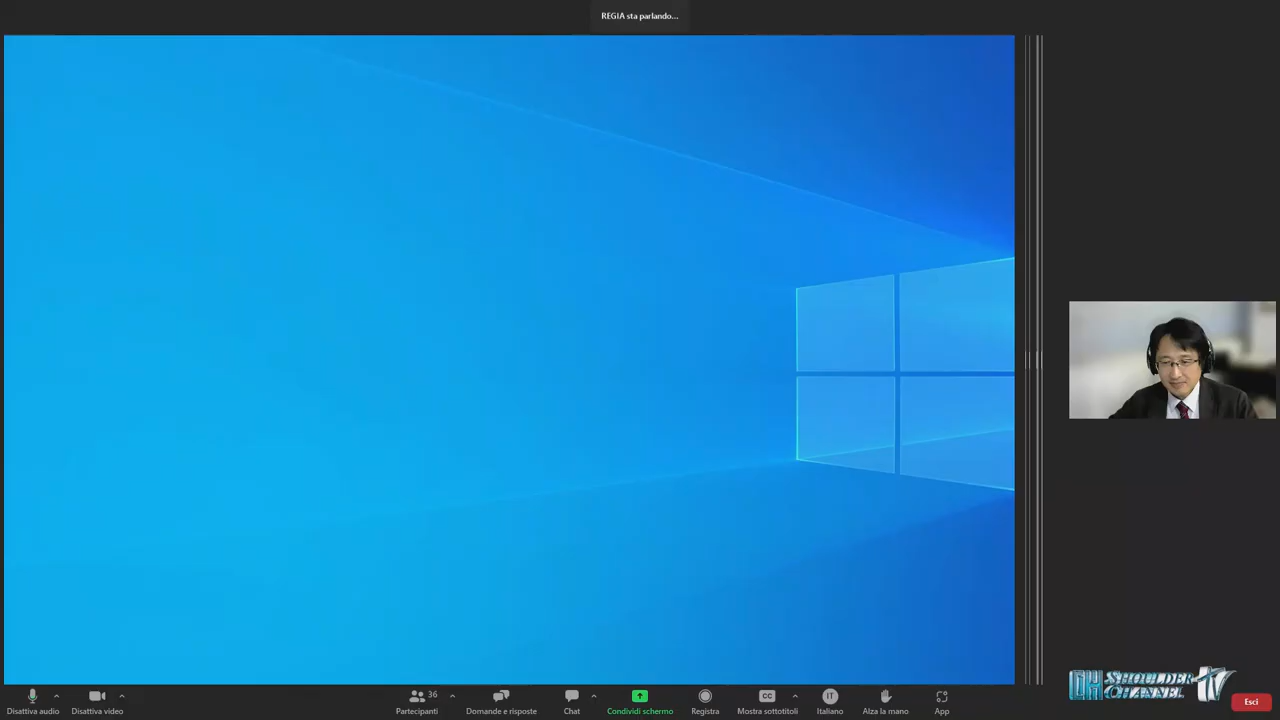 REGIA sta parlando...
SHOULDER
CHANNEL TV
Disattiva audio
Disattiva video
36
Partecipanti
Domande e risposte
Chat
Condividi schermo
Registra
CC
Mostra sottotitoli
IT
Italiano
Alza la mano
App
Esci